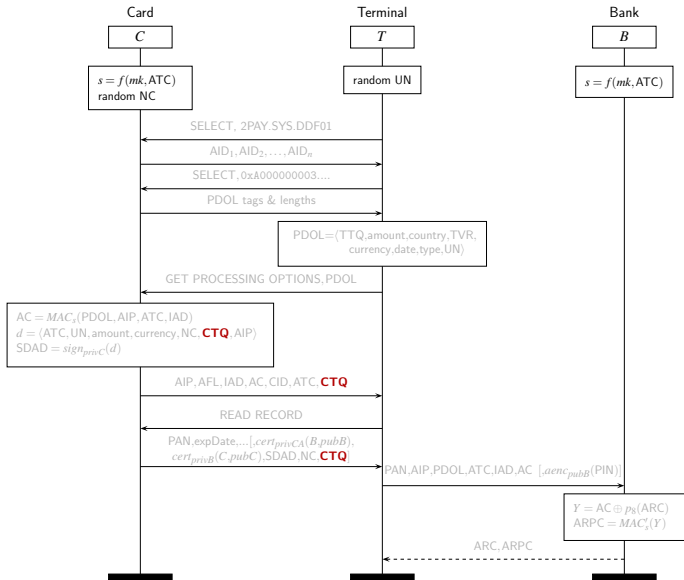 Card
Terminal
Bank
C
T
B
s = f(mk,ATC)
random NC
random UN
s = f(mk,ATC)
SELECT, 2PAY.SYS.DDF01
AID₁,AID₂,...,AIDₙ
SELECT,0xA000000003....
PDOL tags & lengths
PDOL=⟨TTQ,amount,country,TVR,
currency,date,type,UN⟩
GET PROCESSING OPTIONS,PDOL
AC = MACₛ(PDOL,AIP,ATC,IAD)
d = ⟨ATC,UN,amount,currency,NC,CTQ,AIP⟩
SDAD = sign_privC(d)
AIP,AFL,IAD,AC,CID,ATC,CTQ
READ RECORD
PAN,expDate,...[,cert_privCA(B,pubB),
cert_privB(C,pubC),SDAD,NC,CTQ]
PAN,AIP,PDOL,ATC,IAD,AC [,aenc_pubB(PIN)]
Y = AC⊕p₈(ARC)
ARPC = MAC′ₛ(Y)
ARC,ARPC